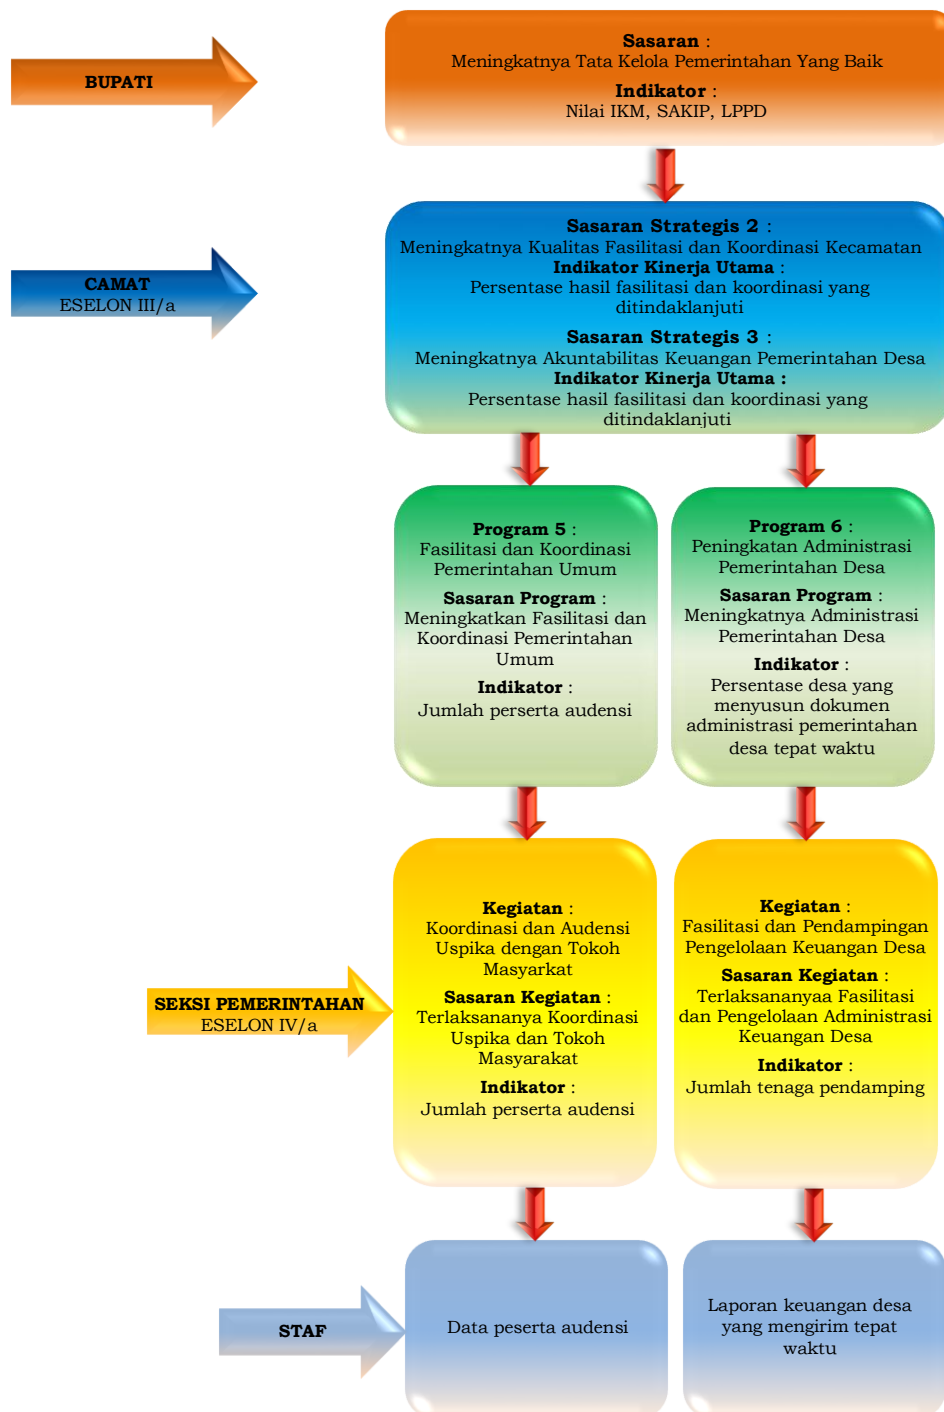 BUPATI
Sasaran :
Meningkatnya Tata Kelola Pemerintahan Yang Baik
Indikator :
Nilai IKM, SAKIP, LPPD
CAMAT
ESELON III/a
Sasaran Strategis 2 :
Meningkatnya Kualitas Fasilitasi dan Koordinasi Kecamatan
Indikator Kinerja Utama :
Persentase hasil fasilitasi dan koordinasi yang
ditindaklanjuti
Sasaran Strategis 3 :
Meningkatnya Akuntabilitas Keuangan Pemerintahan Desa
Indikator Kinerja Utama :
Persentase hasil fasilitasi dan koordinasi yang
ditindaklanjuti
Program 5 :
Fasilitasi dan Koordinasi
Pemerintahan Umum
Sasaran Program :
Meningkatkan Fasilitasi dan
Koordinasi Pemerintahan
Umum
Indikator :
Jumlah perserta audensi
Program 6 :
Peningkatan Administrasi
Pemerintahan Desa
Sasaran Program :
Meningkatnya Administrasi
Pemerintahan Desa
Indikator :
Persentase desa yang
menyusun dokumen
administrasi pemerintahan
desa tepat waktu
SEKSI PEMERINTAHAN
ESELON IV/a
Kegiatan :
Koordinasi dan Audensi
Uspika dengan Tokoh
Masyarkat
Sasaran Kegiatan :
Terlaksananya Koordinasi
Uspika dan Tokoh
Masyarakat
Indikator :
Jumlah perserta audensi
Kegiatan :
Fasilitasi dan Pendampingan
Pengelolaan Keuangan Desa
Sasaran Kegiatan :
Terlaksananyaa Fasilitasi
dan Pengelolaan Administrasi
Keuangan Desa
Indikator :
Jumlah tenaga pendamping
STAF
Data peserta audensi
Laporan keuangan desa
yang mengirim tepat
waktu